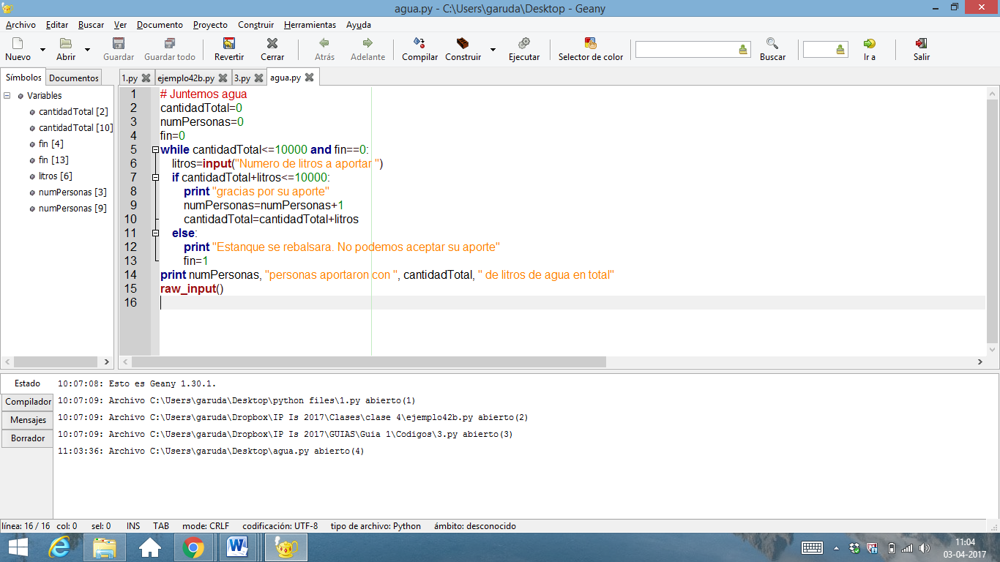 agua.py - C:\Users\garuda\Desktop - Geany
Archivo Editar Buscar Ver Documento Proyecto Construir Herramientas Ayuda
Nuevo Abrir Guardar Guardar todo Revertir Cerrar Atrás Adelante Compilar Construir Ejecutar Selector de color Buscar Ir a Salir
Símbolos Documentos
1.py ejemplo42b.py 3.py agua.py
Variables
cantidadTotal [2]
cantidadTotal [10]
fin [4]
fin [13]
litros [6]
numPersonas [3]
numPersonas [9]
1 # Juntemos agua
2 cantidadTotal=0
3 numPersonas=0
4 fin=0
5 while cantidadTotal<=10000 and fin==0:
6 litros=input("Numero de litros a aportar ")
7 if cantidadTotal+litros<=10000:
8 print "gracias por su aporte"
9 numPersonas=numPersonas+1
10 cantidadTotal=cantidadTotal+litros
11 else:
12 print "Estanque se rebalsara. No podemos aceptar su aporte"
13 fin=1
14 print numPersonas, "personas aportaron con ", cantidadTotal, " de litros de agua en total"
15 raw_input()
16
Estado
Compilador
Mensajes
Borrador
10:07:08: Esto es Geany 1.30.1.
10:07:09: Archivo C:\Users\garuda\Desktop\python files\1.py abierto(1)
10:07:09: Archivo C:\Users\garuda\Dropbox\IP Is 2017\Clases\clase 4\ejemplo42b.py abierto(2)
10:07:09: Archivo C:\Users\garuda\Dropbox\IP Is 2017\GUIAS\Guia 1\Codigos\3.py abierto(3)
11:03:36: Archivo C:\Users\garuda\Desktop\agua.py abierto(4)
línea: 16 / 16 col: 0 sel: 0 INS TAB mode: CRLF codificación: UTF-8 tipo de archivo: Python ámbito: desconocido
11:04
03-04-2017